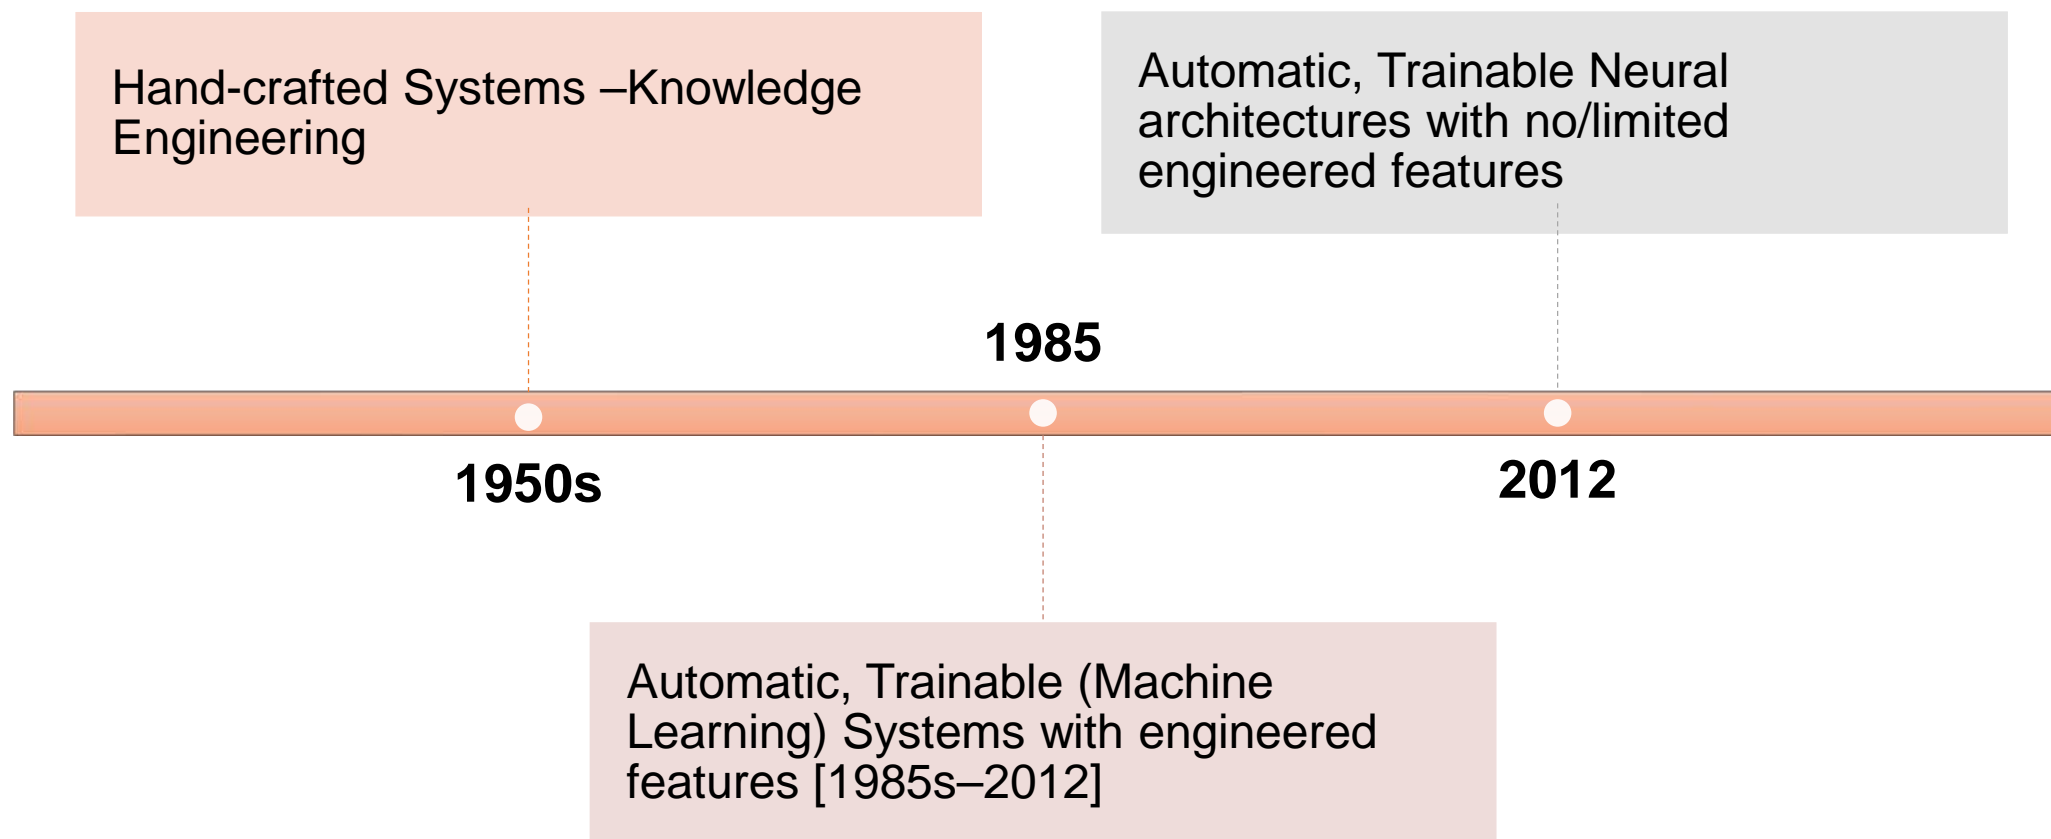 Hand-crafted Systems –Knowledge
Engineering
Automatic, Trainable Neural
architectures with no/limited
engineered features
1985
1950s
2012
Automatic, Trainable (Machine
Learning) Systems with engineered
features [1985s–2012]